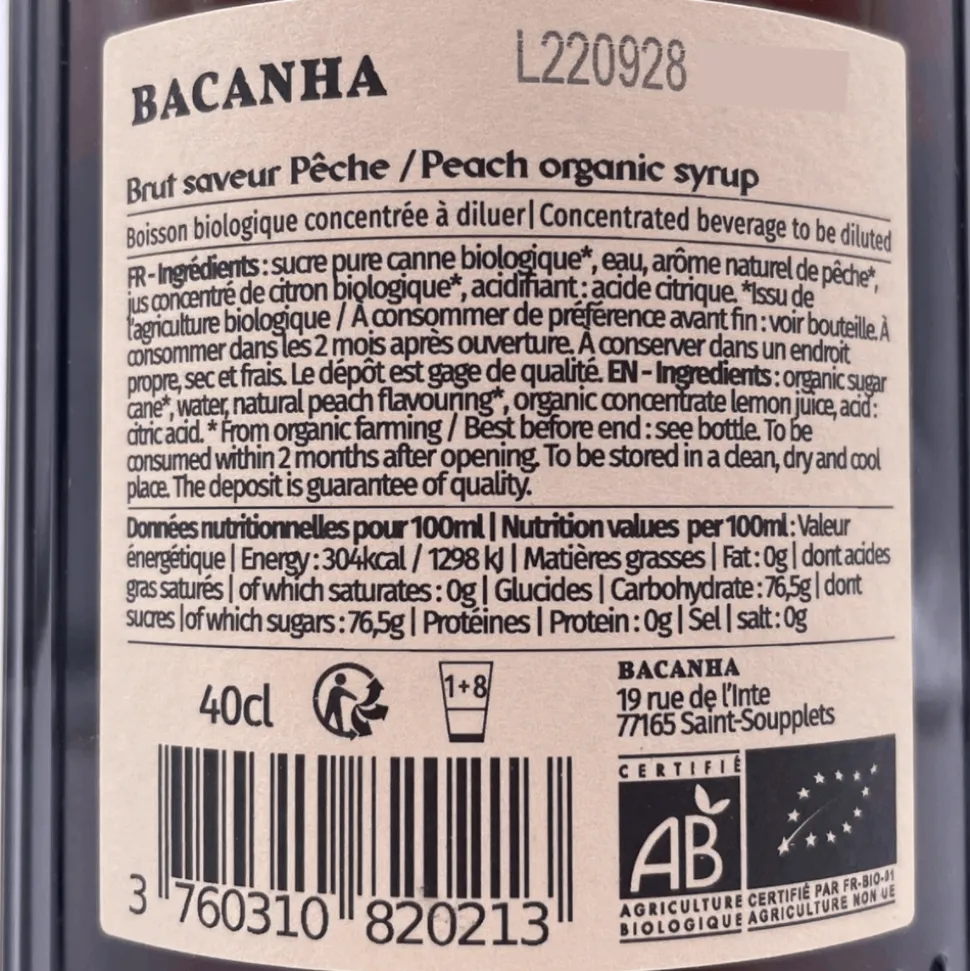 BACANHA
L220928
Brut saveur Pêche / Peach organic syrup
Boisson biologique concentrée à diluer | Concentrated beverage to be diluted
FR - Ingrédients : sucre pure canne biologique*, eau, arôme naturel de pêche*,
jus concentré de citron biologique*, acidifiant : acide citrique. *Issu de
l'agriculture biologique / À consommer de préférence avant fin : voir bouteille. À
consommer dans les 2 mois après ouverture. À conserver dans un endroit
propre, sec et frais. Le dépôt est gage de qualité. EN - Ingredients : organic sugar
cane*, water, natural peach flavouring*, organic concentrate lemon juice, acid :
citric acid. * From organic farming / Best before end : see bottle. To be
consumed within 2 months after opening. To be stored in a clean, dry and cool
place. The deposit is guarantee of quality.
Données nutritionnelles pour 100ml | Nutrition values per 100ml : Valeur
énergétique | Energy : 304kcal / 1298 kJ | Matières grasses | Fat : 0g | dont acides
gras saturés | of which saturates : 0g | Glucides | Carbohydrate : 76,5g | dont
sucres | of which sugars : 76,5g | Protéines | Protein : 0g | Sel | salt : 0g
40cl
1+8
BACANHA
19 rue de l'Inte
77165 Saint-Soupplets
CERTIFIÉ
AB
AGRICULTURE
BIOLOGIQUE
CERTIFIÉ PAR FR-BIO-01
AGRICULTURE NON UE
3 760310 820213